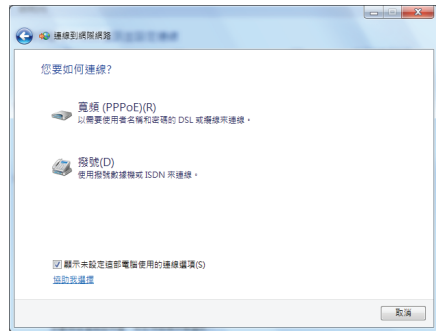 連線到網際網路
您要如何連線?
寬頻 (PPPoE)(R)
以需要使用者名稱和密碼的 DSL 或纜線來連線。
撥號(D)
使用撥號數據機或 ISDN 來連線。
顯示未設定這部電腦使用的連線選項(S)
協助我選擇
取消